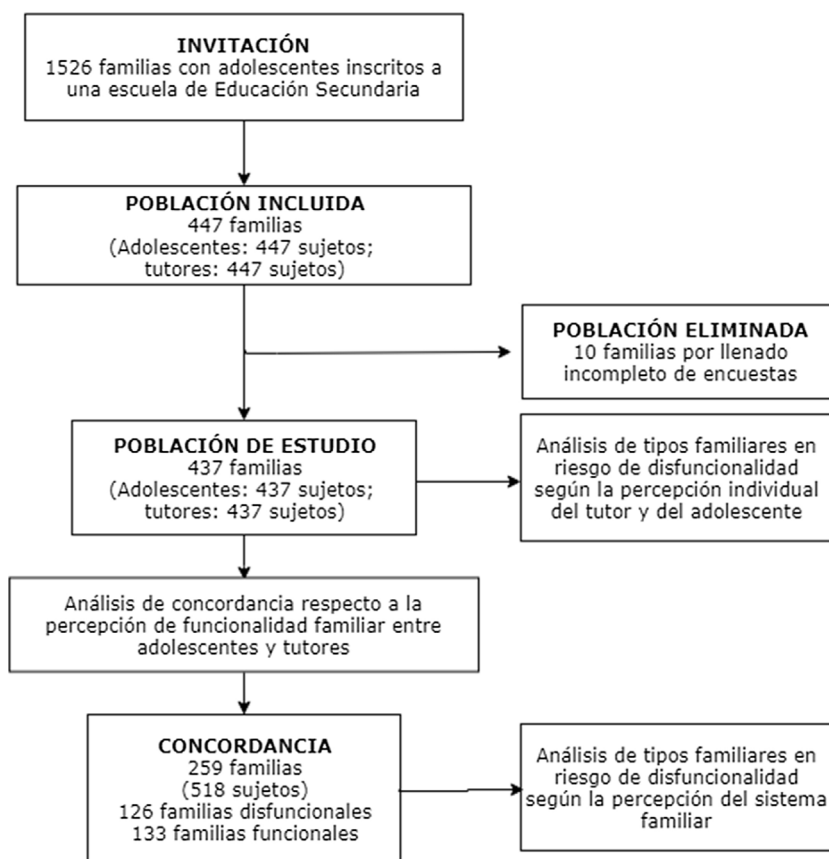 INVITACIÓN
1526 familias con adolescentes inscritos a
una escuela de Educación Secundaria
POBLACIÓN INCLUIDA
447 familias
(Adolescentes: 447 sujetos;
tutores: 447 sujetos)
POBLACIÓN ELIMINADA
10 familias por llenado
incompleto de encuestas
POBLACIÓN DE ESTUDIO
437 familias
(Adolescentes: 437 sujetos;
tutores: 437 sujetos)
Análisis de tipos familiares en
riesgo de disfuncionalidad
según la percepción individual
del tutor y del adolescente
Análisis de concordancia respecto a la
percepción de funcionalidad familiar entre
adolescentes y tutores
CONCORDANCIA
259 familias
(518 sujetos)
126 familias disfuncionales
133 familias funcionales
Análisis de tipos familiares en
riesgo de disfuncionalidad
según la percepción del sistema
familiar